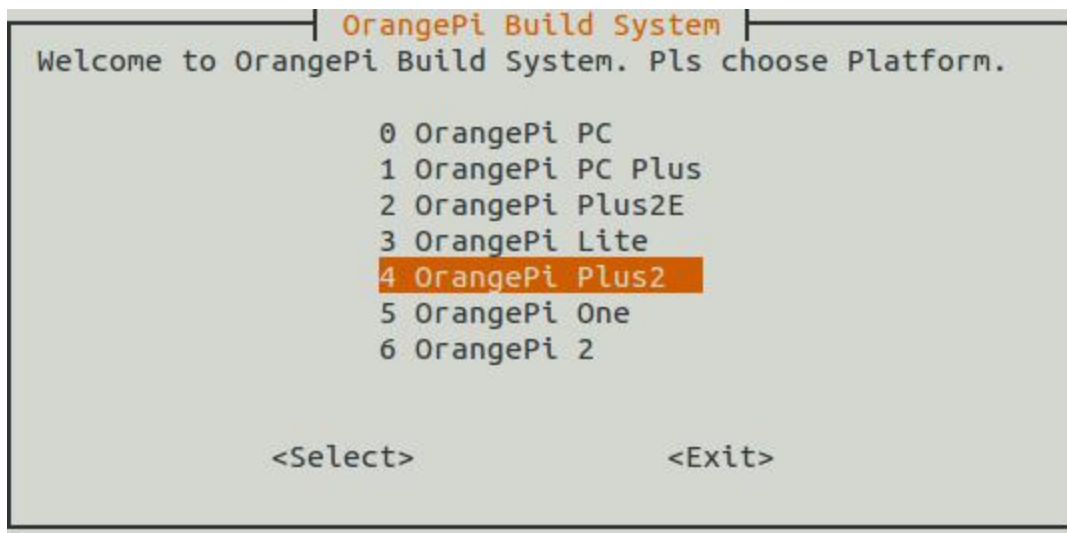 OrangePi Build System
Welcome to OrangePi Build System. Pls choose Platform.
0 OrangePi PC
1 OrangePi PC Plus
2 OrangePi Plus2E
3 OrangePi Lite
4 OrangePi Plus2
5 OrangePi One
6 OrangePi 2
<Select> <Exit>